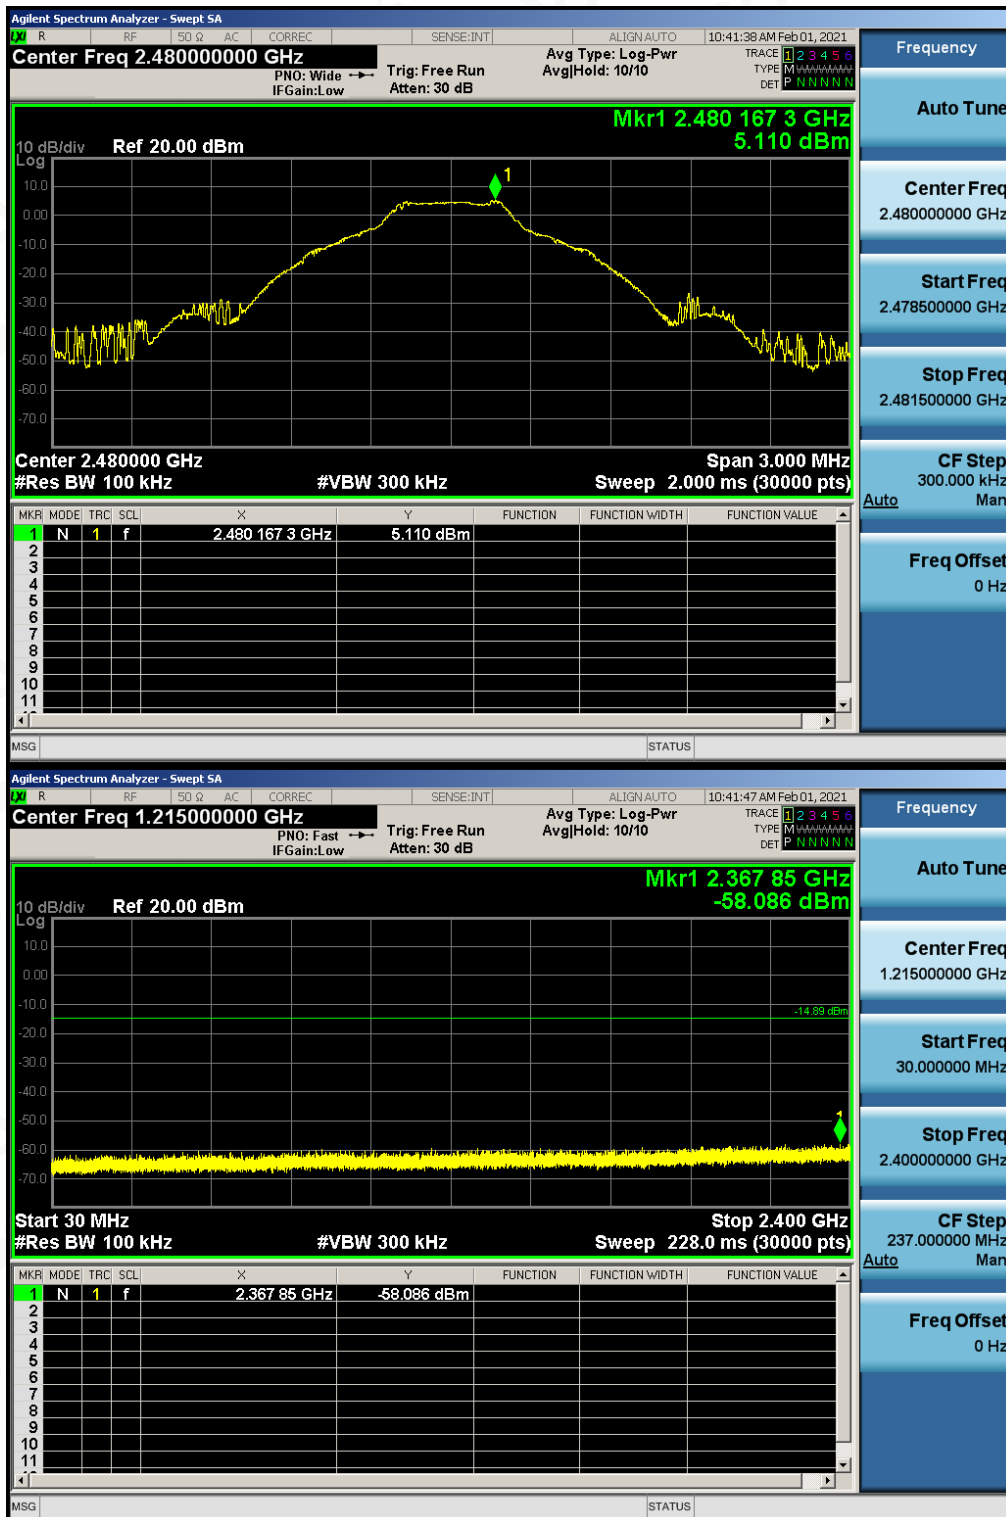 Agilent Spectrum Analyzer - Swept SA
LXI R RF 50 Ω AC CORREC SENSE:INT ALIGN AUTO 10:41:38 AM Feb 01, 2021
Center Freq 2.480000000 GHz
PNO: Wide
IFGain:Low
Trig: Free Run
Atten: 30 dB
Avg Type: Log-Pwr
Avg|Hold: 10/10
TRACE 1 2 3 4 5 6
TYPE M
DET P N N N N N
Mkr1 2.480 167 3 GHz
5.110 dBm
10 dB/div Ref 20.00 dBm
Log
1
10.0
0.00
-10.0
-20.0
-30.0
-40.0
-50.0
-60.0
-70.0
Center 2.480000 GHz Span 3.000 MHz
#Res BW 100 kHz #VBW 300 kHz Sweep 2.000 ms (30000 pts)
MKR MODE TRC SCL X Y FUNCTION FUNCTION WIDTH FUNCTION VALUE
1 N 1 f 2.480 167 3 GHz 5.110 dBm
2
3
4
5
6
7
8
9
10
11
MSG STATUS
Frequency
Auto Tune
Center Freq
2.480000000 GHz
Start Freq
2.478500000 GHz
Stop Freq
2.481500000 GHz
CF Step
300.000 kHz
Auto Man
Freq Offset
0 Hz
Agilent Spectrum Analyzer - Swept SA
LXI R RF 50 Ω AC CORREC SENSE:INT ALIGN AUTO 10:41:47 AM Feb 01, 2021
Center Freq 1.215000000 GHz
PNO: Fast
IFGain:Low
Trig: Free Run
Atten: 30 dB
Avg Type: Log-Pwr
Avg|Hold: 10/10
TRACE 1 2 3 4 5 6
TYPE M
DET P N N N N N
Mkr1 2.367 85 GHz
-58.086 dBm
10 dB/div Ref 20.00 dBm
Log
10.0
0.00
-10.0
-14.89 dBm
-20.0
-30.0
-40.0
-50.0
1
-60.0
-70.0
Start 30 MHz Stop 2.400 GHz
#Res BW 100 kHz #VBW 300 kHz Sweep 228.0 ms (30000 pts)
MKR MODE TRC SCL X Y FUNCTION FUNCTION WIDTH FUNCTION VALUE
1 N 1 f 2.367 85 GHz -58.086 dBm
2
3
4
5
6
7
8
9
10
11
MSG STATUS
Frequency
Auto Tune
Center Freq
1.215000000 GHz
Start Freq
30.000000 MHz
Stop Freq
2.400000000 GHz
CF Step
237.000000 MHz
Auto Man
Freq Offset
0 Hz